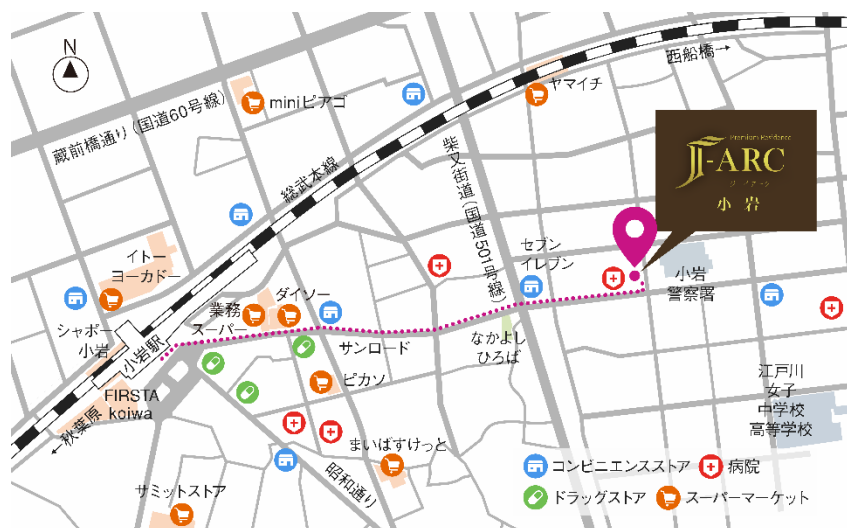 N
miniピアゴ
蔵前橋通り(国道60号線)
総武本線
ヤマイチ
西船橋→
柴又街道(国道501号線)
Premium Residence
J-ARC
ジェイアーク
小岩
イトー
ヨーカドー
シャポー
小岩
小岩駅
業務
スーパー
ダイソー
サンロード
セブン
イレブン
小岩
警察署
なかよし
ひろば
FIRSTA
koiwa
←秋葉原
ピカソ
まいばすけっと
昭和通り
サミットストア
江戸川
女子
中学校
高等学校
コンビニエンスストア
病院
ドラッグストア
スーパーマーケット